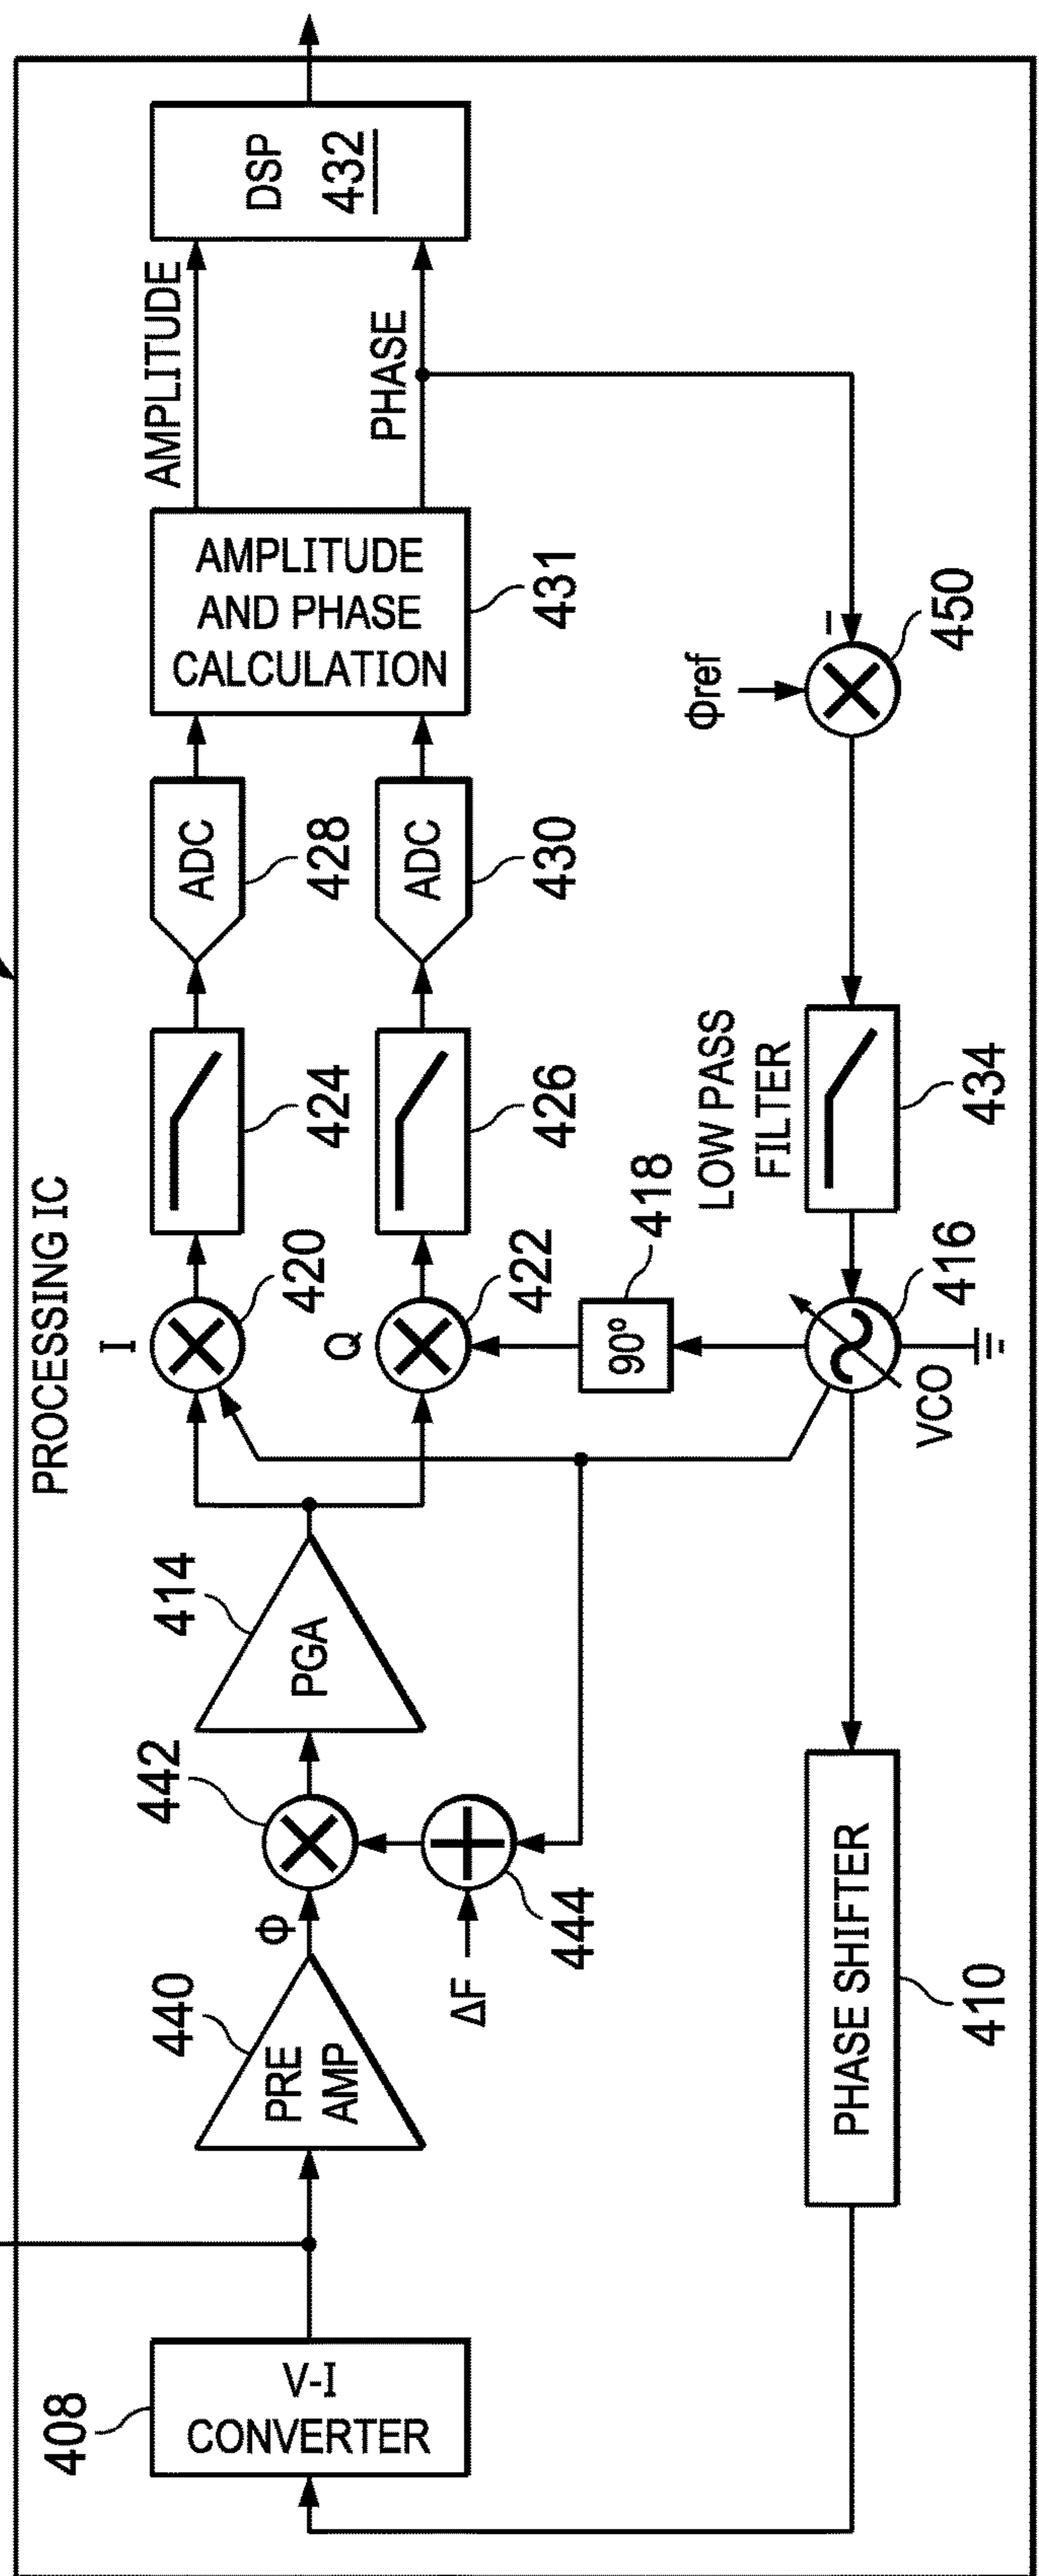 PROCESSING IC
408
V-I
CONVERTER
440
PRE
AMP
Φ
442
ΔF
444
414
PGA
I
420
Q
422
424
426
ADC
428
ADC
430
AMPLITUDE
AND PHASE
CALCULATION
431
AMPLITUDE
PHASE
DSP
432
PHASE SHIFTER
410
VCO
416
90º
418
LOW PASS
FILTER
434
Φref
–
450